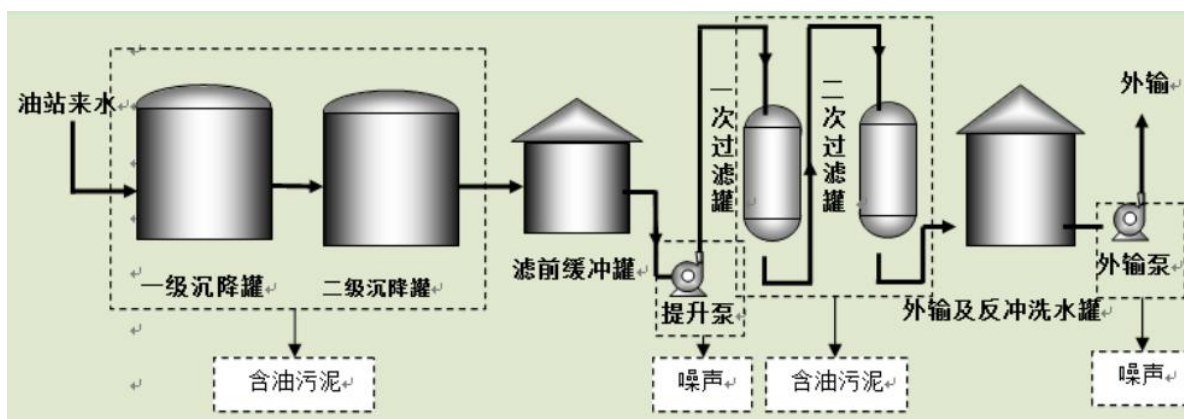 油站来水
一级沉降罐
二级沉降罐
滤前缓冲罐
提升泵
一次过滤罐
二次过滤罐
外输及反冲洗水罐
外输
外输泵
含油污泥
噪声
含油污泥
噪声